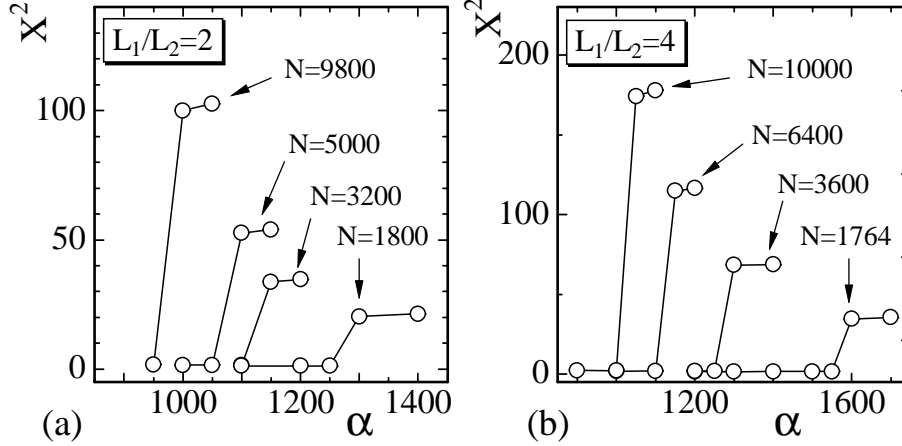 X²
L₁/L₂=2
N=9800
N=5000
N=3200
N=1800
100
50
0
1000
1200
1400
(a)
α
X²
L₁/L₂=4
N=10000
N=6400
N=3600
N=1764
200
100
0
1200
1600
(b)
α